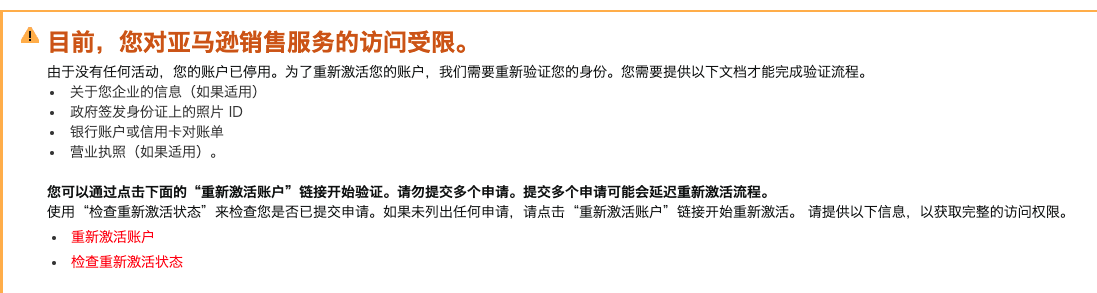 目前，您对亚马逊销售服务的访问受限。
由于没有任何活动，您的账户已停用。为了重新激活您的账户，我们需要重新验证您的身份。您需要提供以下文档才能完成验证流程。
• 关于您企业的信息（如果适用）
• 政府签发身份证上的照片 ID
• 银行账户或信用卡对账单
• 营业执照（如果适用）。
您可以通过点击下面的“重新激活账户”链接开始验证。请勿提交多个申请。提交多个申请可能会延迟重新激活流程。
使用“检查重新激活状态”来检查您是否已提交申请。如果未列出任何申请，请点击“重新激活账户”链接开始重新激活。 请提供以下信息，以获取完整的访问权限。
• 重新激活账户
• 检查重新激活状态